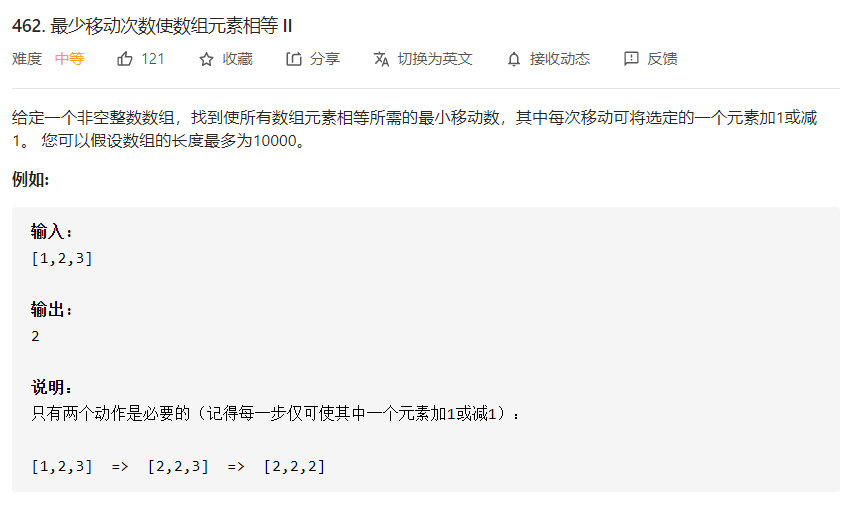 462. 最少移动次数使数组元素相等 II
难度 中等 121 收藏 分享 切换为英文 接收动态 反馈
给定一个非空整数数组，找到使所有数组元素相等所需的最小移动数，其中每次移动可将选定的一个元素加1或减
1。 您可以假设数组的长度最多为10000。
例如:
输入:
[1,2,3]
输出:
2
说明:
只有两个动作是必要的（记得每一步仅可使其中一个元素加1或减1）:
[1,2,3] => [2,2,3] => [2,2,2]